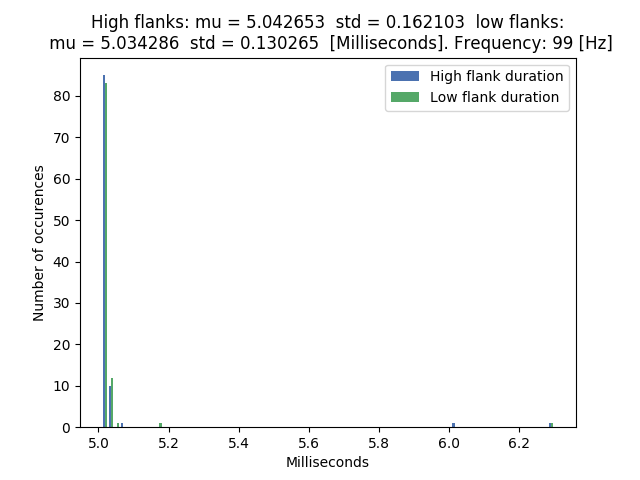 High flanks: mu = 5.042653  std = 0.162103  low flanks:
mu = 5.034286  std = 0.130265  [Milliseconds]. Frequency: 99 [Hz]
High flank duration
Low flank duration
Number of occurences
80
70
60
50
40
30
20
10
0
5.0 5.2 5.4 5.6 5.8 6.0 6.2
Milliseconds